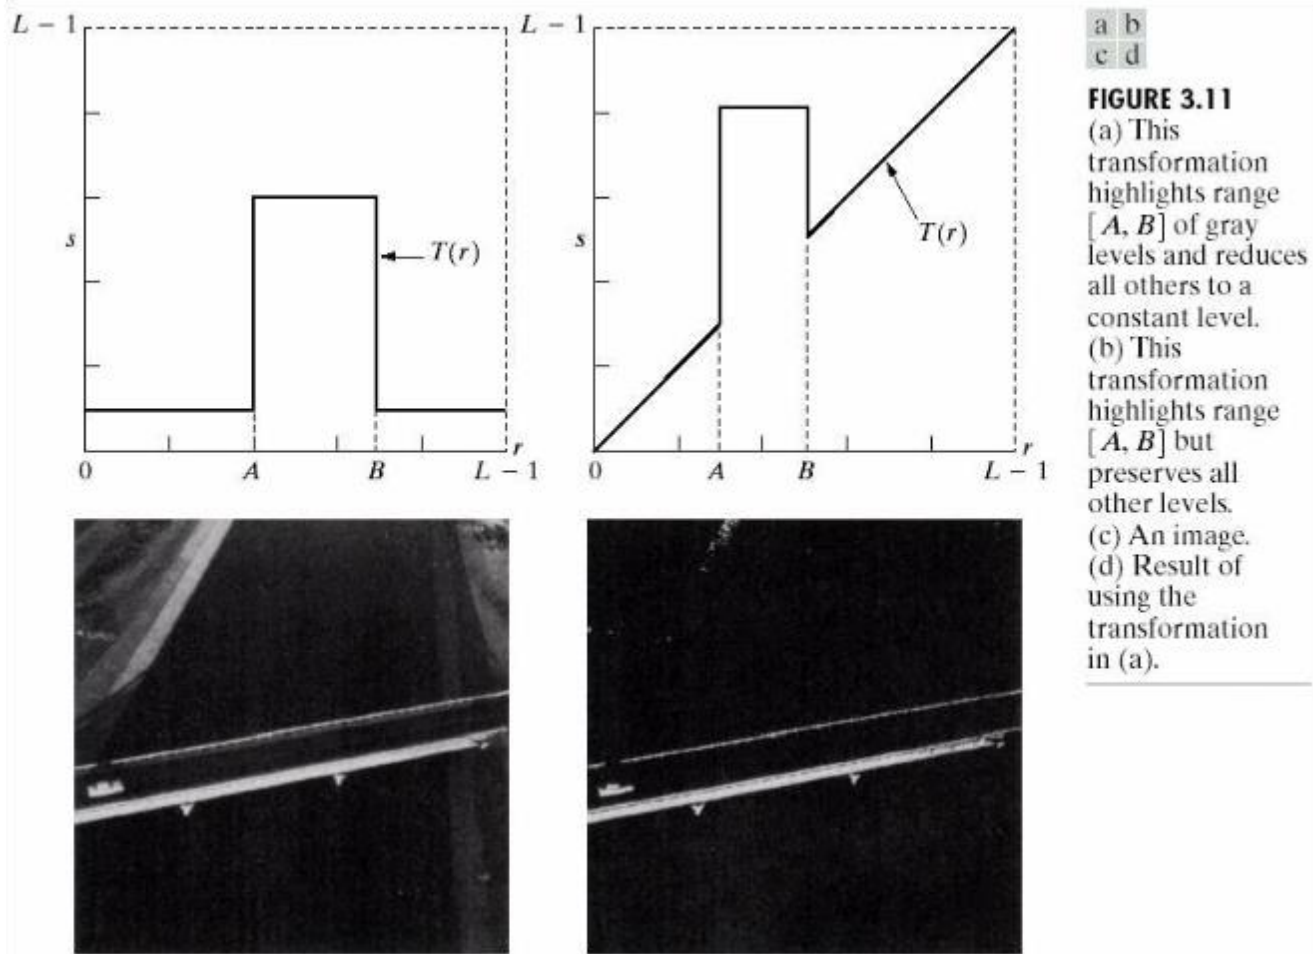 L − 1
s
T(r)
0
A
B
r
L − 1
L − 1
s
T(r)
0
A
B
r
L − 1
a b
c d
FIGURE 3.11
(a) This
transformation
highlights range
[A, B] of gray
levels and reduces
all others to a
constant level.
(b) This
transformation
highlights range
[A, B] but
preserves all
other levels.
(c) An image.
(d) Result of
using the
transformation
in (a).